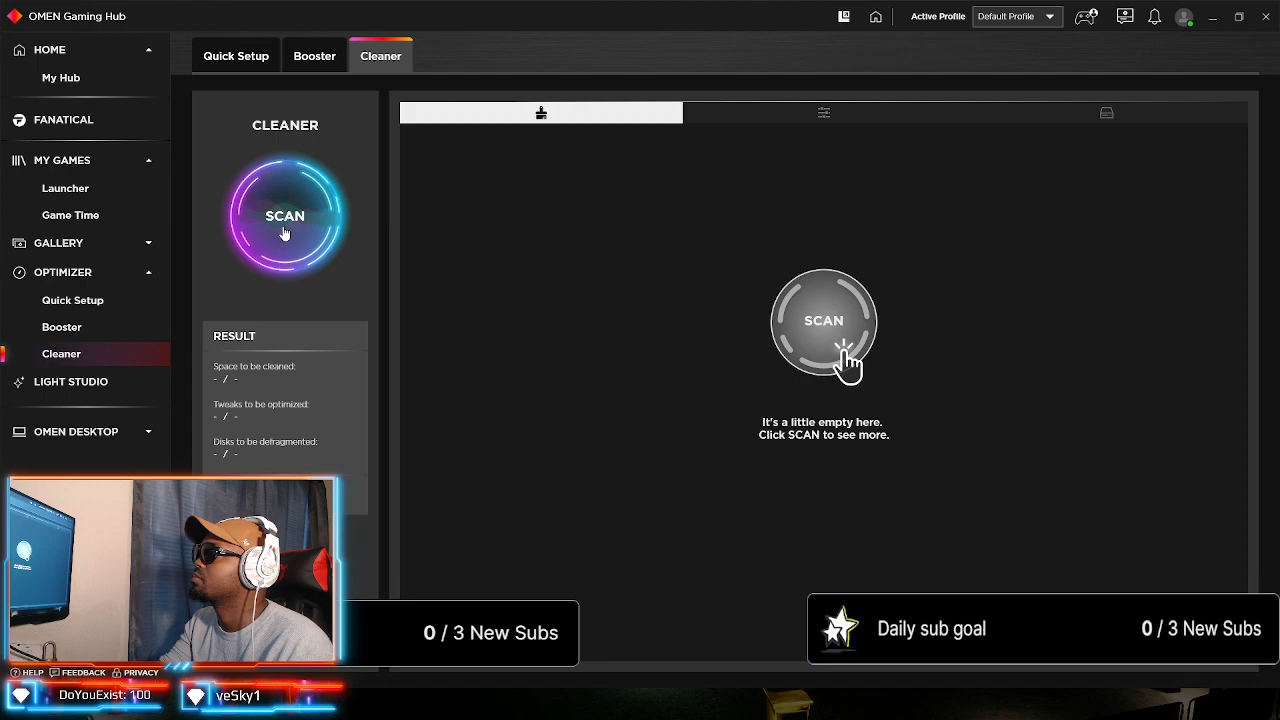 OMEN Gaming Hub
Active Profile
Default Profile
HOME
My Hub
FANATICAL
MY GAMES
Launcher
Game Time
GALLERY
OPTIMIZER
Quick Setup
Booster
Cleaner
LIGHT STUDIO
OMEN DESKTOP
HELP
FEEDBACK
PRIVACY
Quick Setup
Booster
Cleaner
CLEANER
SCAN
RESULT
Space to be cleaned:
- / -
Tweaks to be optimized:
- / -
Disks to be defragmented:
- / -
SCAN
It's a little empty here.
Click SCAN to see more.
0 / 3 New Subs
Daily sub goal
0 / 3 New Subs
DoYouExist: 100
veSky1